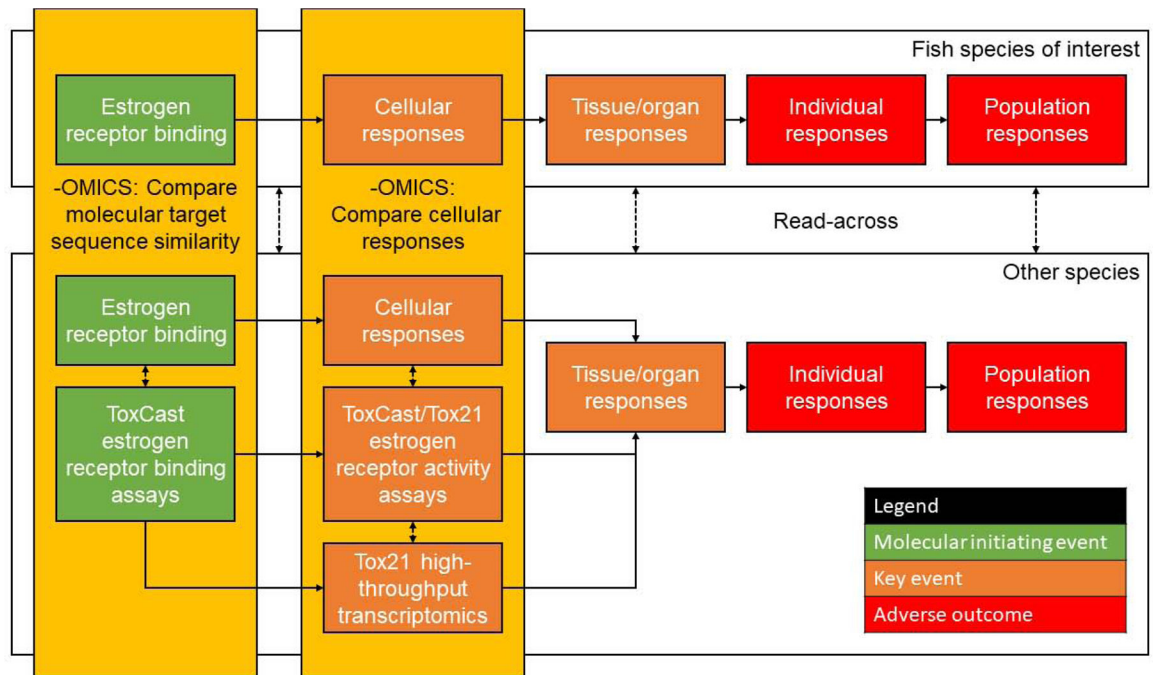 Fish species of interest
Estrogen
receptor binding
Cellular
responses
Tissue/organ
responses
Individual
responses
Population
responses
-OMICS: Compare
molecular target
sequence similarity
-OMICS:
Compare cellular
responses
Read-across
Other species
Estrogen
receptor binding
Cellular
responses
Tissue/organ
responses
Individual
responses
Population
responses
ToxCast
estrogen
receptor binding
assays
ToxCast/Tox21
estrogen
receptor activity
assays
Tox21 high-
throughput
transcriptomics
Legend
Molecular initiating event
Key event
Adverse outcome